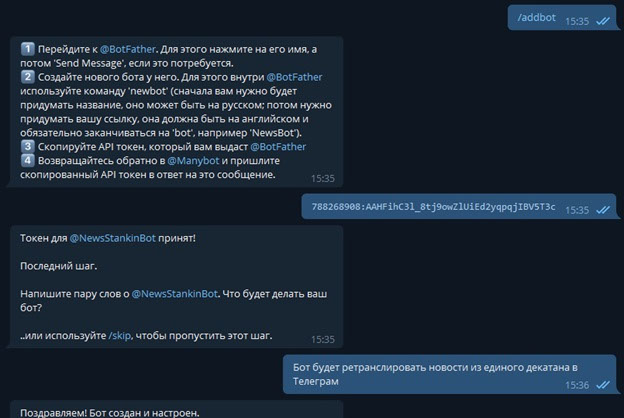 /addbot
15:35
1 Перейдите к @BotFather. Для этого нажмите на его имя, а
потом 'Send Message', если это потребуется.
2 Создайте нового бота у него. Для этого внутри @BotFather
используйте команду 'newbot' (сначала вам нужно будет
придумать название, оно может быть на русском; потом нужно
придумать вашу ссылку, она должна быть на английском и
обязательно заканчиваться на 'bot', например 'NewsBot').
3 Скопируйте API токен, который вам выдаст @BotFather
4 Возвращайтесь обратно в @Manybot и пришлите
скопированный API токен в ответ на это сообщение.
15:35
788268908:AAHFihC3l_8tj9owZlUiEd2yqpqjIBV5T3c
15:35
Токен для @NewsStankinBot принят!
Последний шаг.
Напишите пару слов о @NewsStankinBot. Что будет делать ваш
бот?
..или используйте /skip, чтобы пропустить этот шаг.
15:35
Бот будет ретранслировать новости из единого декатана в
Телеграм
15:36
Поздравляем! Бот создан и настроен.